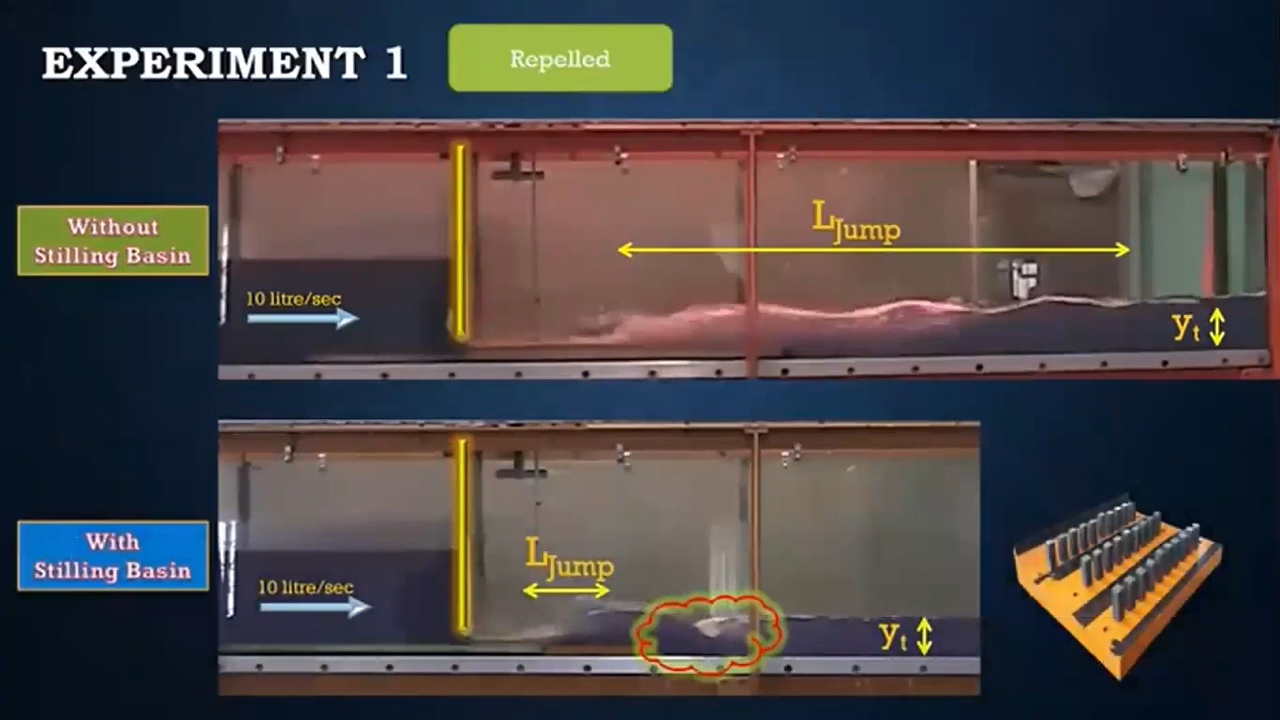 EXPERIMENT 1
Repelled
Without
Stilling Basin
10 litre/sec
LJump
yt
With
Stilling Basin
10 litre/sec
LJump
yt